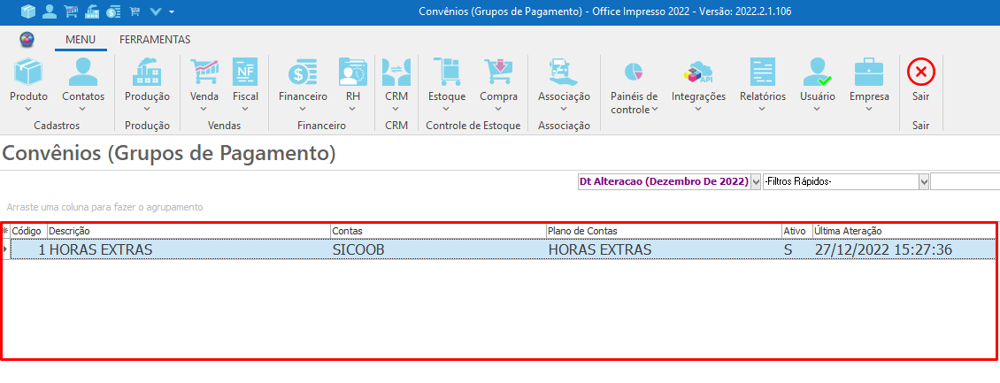 Convênios (Grupos de Pagamento) - Office Impresso 2022 - Versão: 2022.2.1.106
MENU FERRAMENTAS
Produto Contatos Produção Venda Fiscal Financeiro RH CRM Estoque Compra Associação Painéis de controle Integrações Relatórios Usuário Empresa Sair
Cadastros Produção Vendas Financeiro CRM Controle de Estoque Associação Sair
Convênios (Grupos de Pagamento)
Dt Alteracao (Dezembro De 2022) -Filtros Rápidos-
Arraste uma coluna para fazer o agrupamento
Código Descrição Contas Plano de Contas Ativo Última Ateração
1 HORAS EXTRAS SICOOB HORAS EXTRAS S 27/12/2022 15:27:36